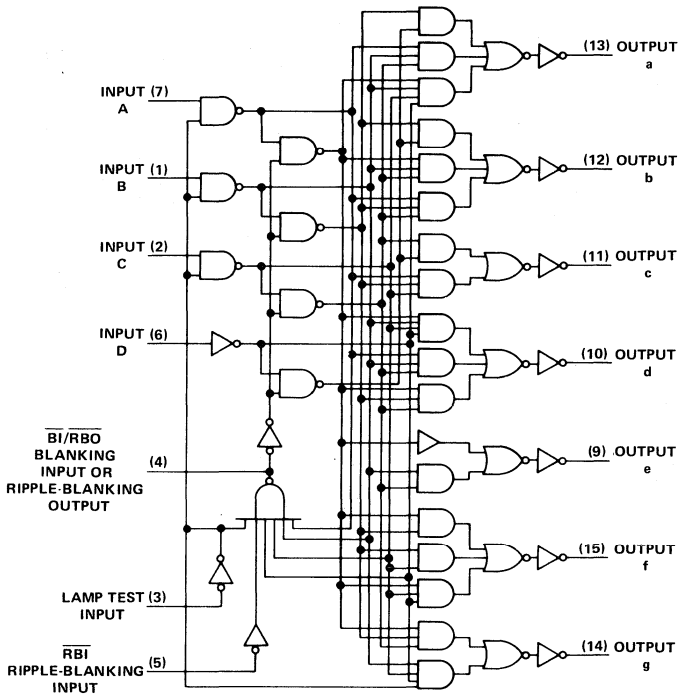 (13) OUTPUT
a
INPUT (7)
A
(12) OUTPUT
b
INPUT (1)
B
INPUT (2)
C
(11) OUTPUT
c
INPUT (6)
D
(10) OUTPUT
d
BI/RBO
BLANKING (4)
INPUT OR
RIPPLE-BLANKING
OUTPUT
(9) OUTPUT
e
(15) OUTPUT
f
LAMP TEST (3)
INPUT
RBI
RIPPLE-BLANKING (5)
INPUT
(14) OUTPUT
g